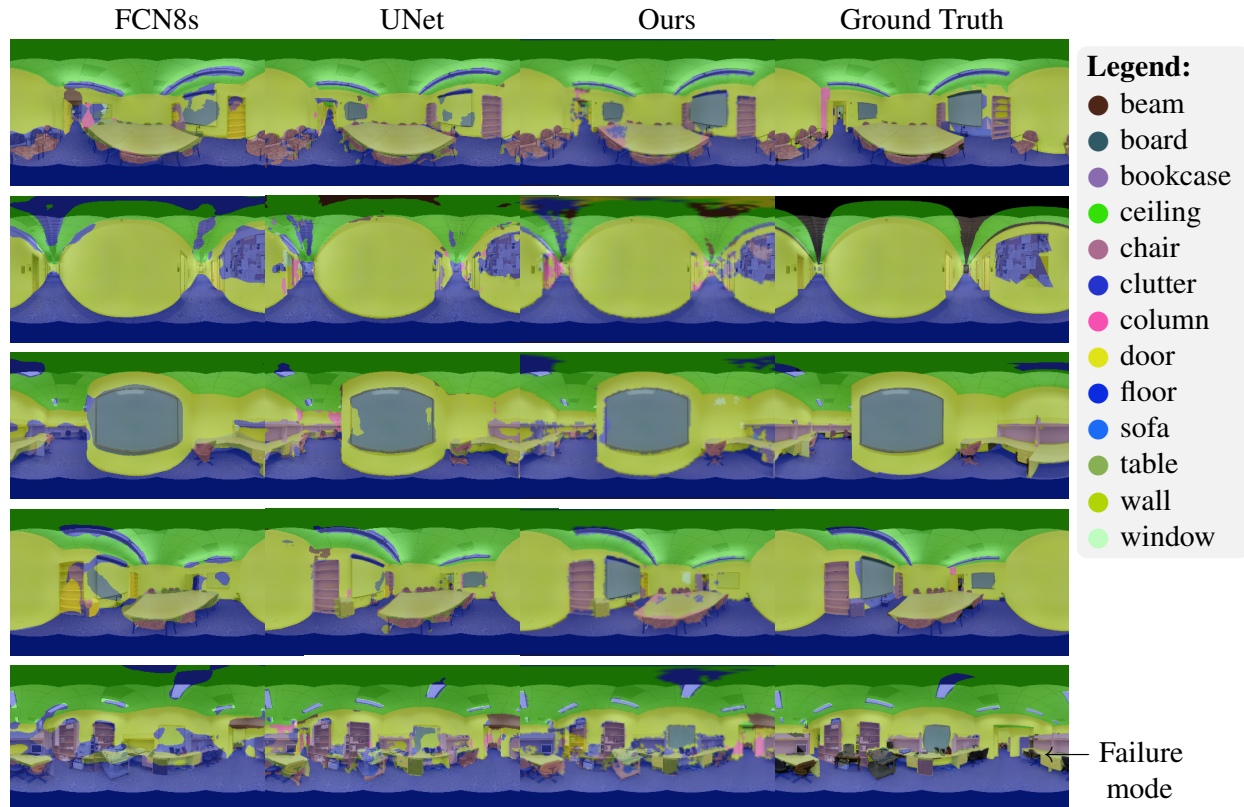 FCN8s UNet Ours Ground Truth
Legend:
beam
board
bookcase
ceiling
chair
clutter
column
door
floor
sofa
table
wall
window
Failure
mode